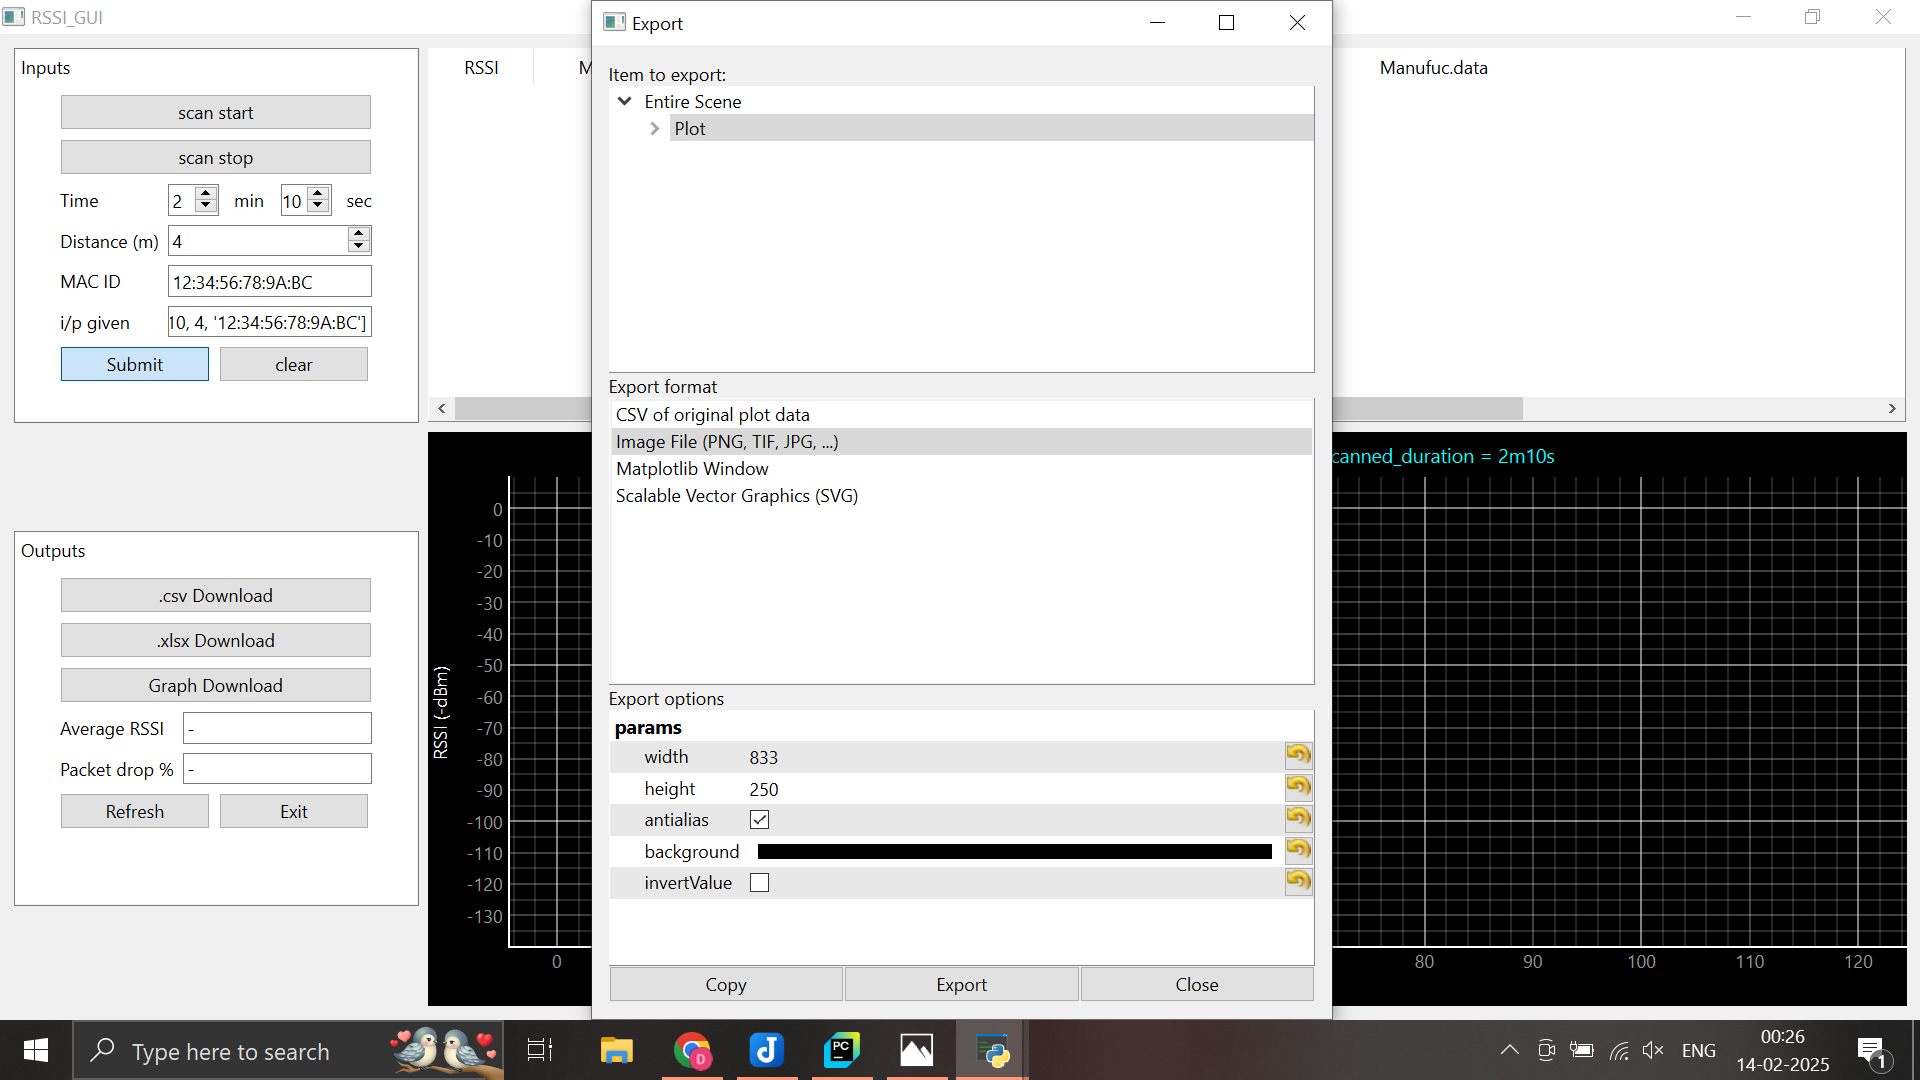 RSSI_GUI
Inputs
scan start
scan stop
Time 2 min 10 sec
Distance (m) 4
MAC ID 12:34:56:78:9A:BC
i/p given 10, 4, '12:34:56:78:9A:BC']
Submit clear
Outputs
.csv Download
.xlsx Download
Graph Download
Average RSSI -
Packet drop % -
Refresh Exit
RSSI M Manufuc.data
canned_duration = 2m10s
RSSI (-dBm)
0
-10
-20
-30
-40
-50
-60
-70
-80
-90
-100
-110
-120
-130
0 80 90 100 110 120
Export
Item to export:
Entire Scene
Plot
Export format
CSV of original plot data
Image File (PNG, TIF, JPG, ...)
Matplotlib Window
Scalable Vector Graphics (SVG)
Export options
params
width 833
height 250
antialias
background
invertValue
Copy Export Close
Type here to search
D
J
PC
ENG
00:26
14-02-2025
1